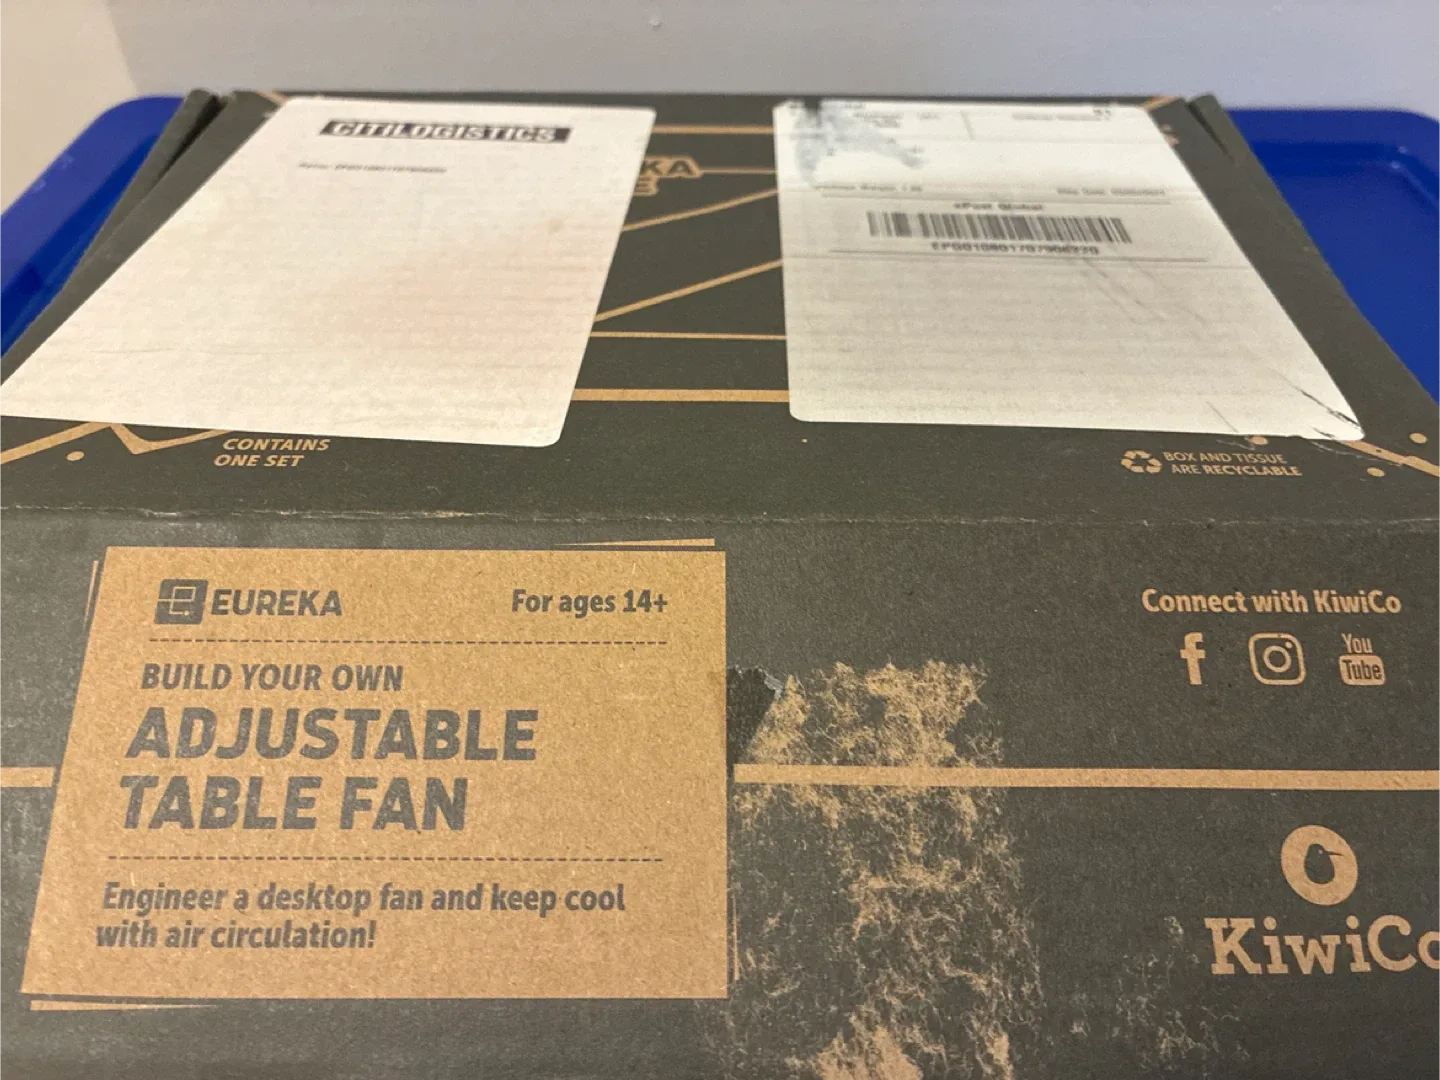 CITILOGISTICS
KA
E
ePost Global
CONTAINS
ONE SET
BOX AND TISSUE
ARE RECYCLABLE
EUREKA
For ages 14+
BUILD YOUR OWN
ADJUSTABLE
TABLE FAN
Engineer a desktop fan and keep cool
with air circulation!
Connect with KiwiCo
You
Tube
KiwiCo